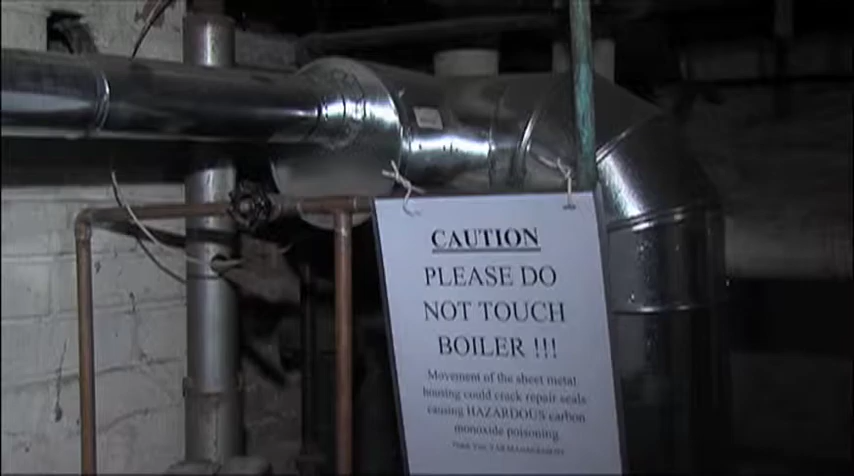 CAUTION
PLEASE DO
NOT TOUCH
BOILER !!!
Movement of the sheet metal
housing could crack repair seals
causing HAZARDOUS carbon
monoxide poisoning.